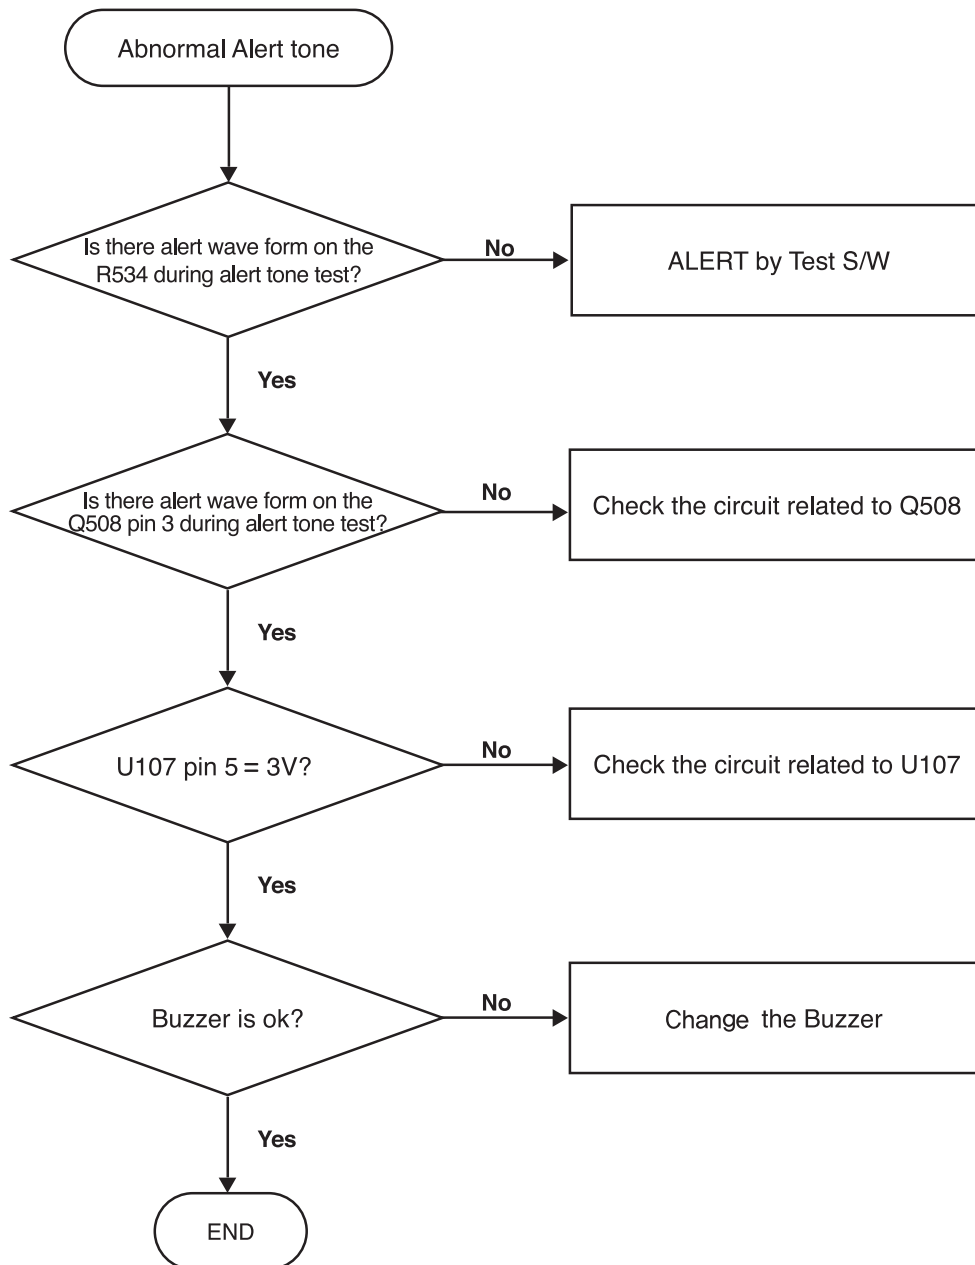 Abnormal Alert tone
Is there alert wave form on the
R534 during alert tone test?
No
ALERT by Test S/W
Yes
Is there alert wave form on the
Q508 pin 3 during alert tone test?
No
Check the circuit related to Q508
Yes
U107 pin 5 = 3V?
No
Check the circuit related to U107
Yes
Buzzer is ok?
No
Change the Buzzer
Yes
END